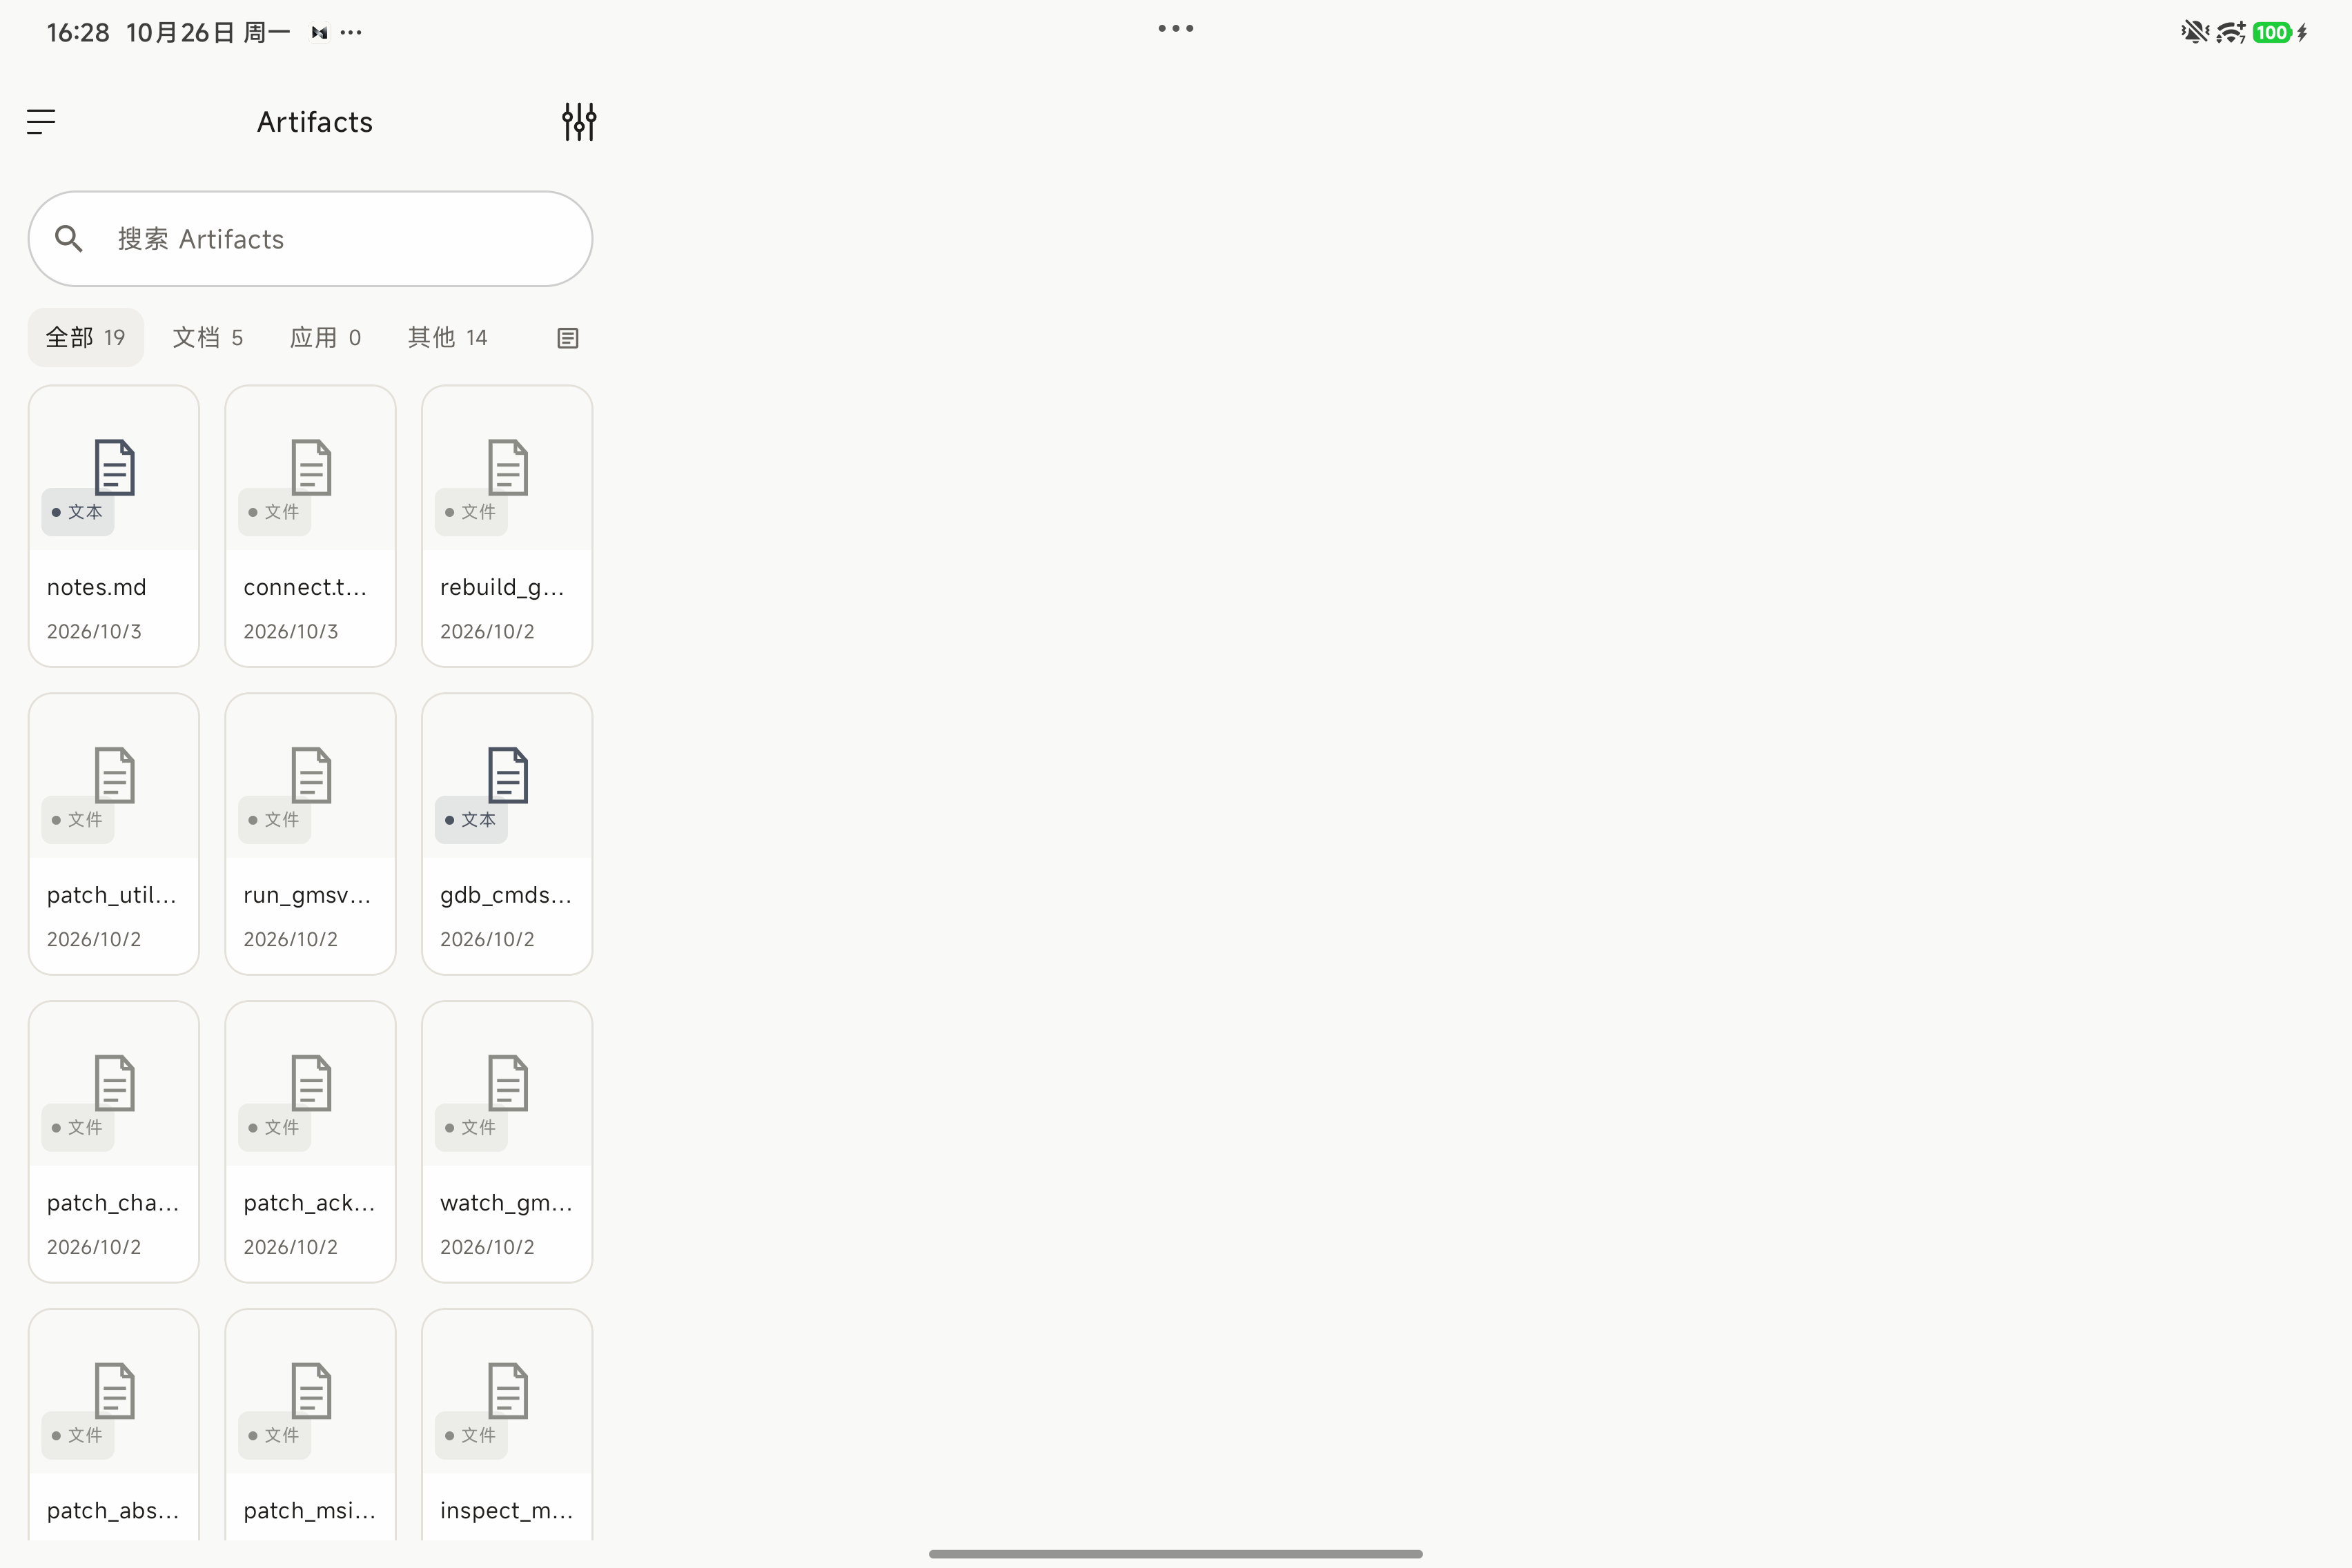 16:28 10月26日 周一
100
Artifacts
搜索 Artifacts
全部 19 文档 5 应用 0 其他 14
文本
文件
文件
notes.md
connect.t...
rebuild_g...
2026/10/3
2026/10/3
2026/10/2
文件
文件
文本
patch_util...
run_gmsv...
gdb_cmds...
2026/10/2
2026/10/2
2026/10/2
文件
文件
文件
patch_cha...
patch_ack...
watch_gm...
2026/10/2
2026/10/2
2026/10/2
文件
文件
文件
patch_abs...
patch_msi...
inspect_m...